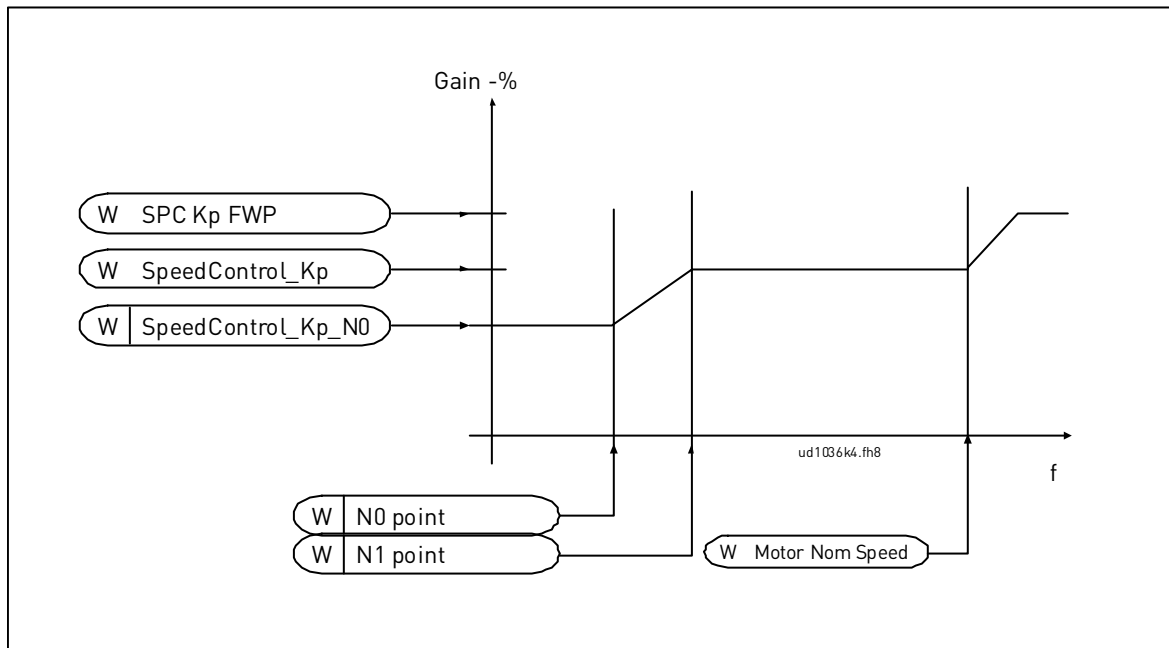 Gain -%
W SPC Kp FWP
W SpeedControl_Kp
W SpeedControl_Kp_N0
ud1036k4.fh8
f
W N0 point
W N1 point
W Motor Nom Speed